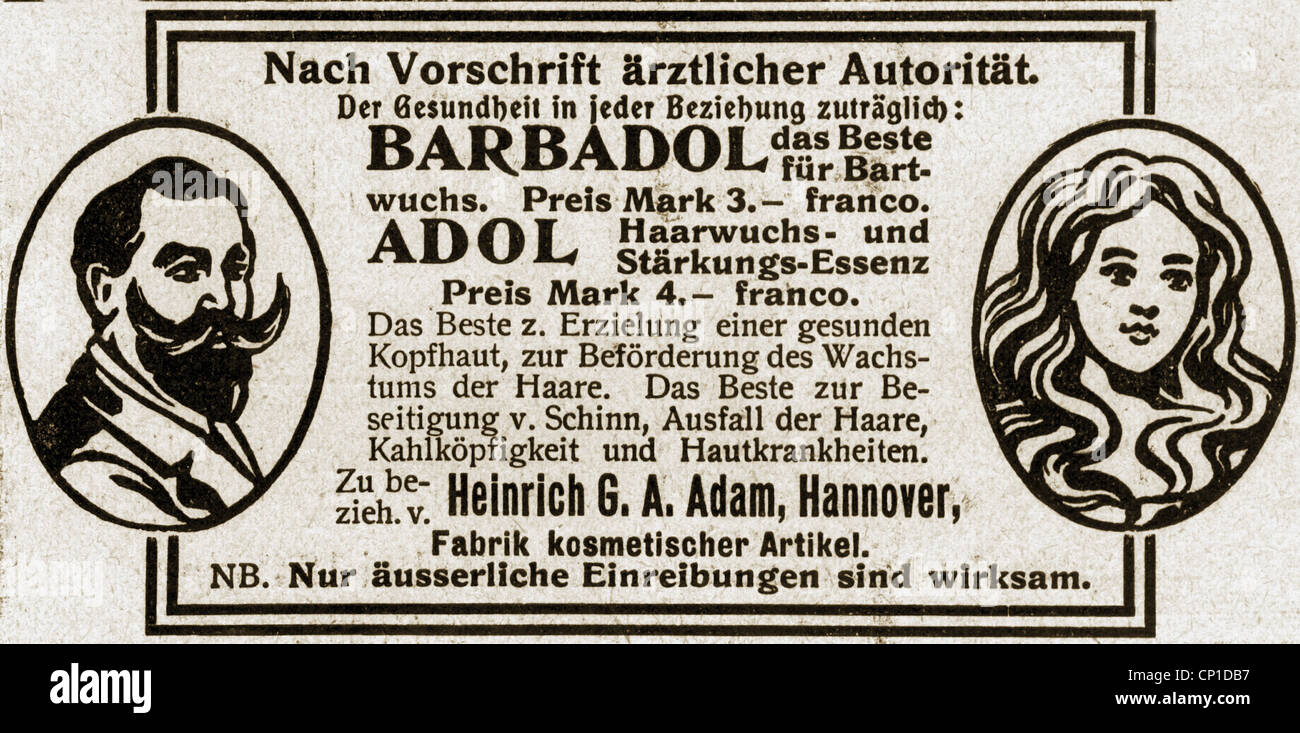 Nach Vorschrift ärztlicher Autorität.
Der Gesundheit in jeder Beziehung zuträglich:
BARBADOL das Beste
für Bart-
wuchs. Preis Mark 3.— franco.
ADOL Haarwuchs- und
Stärkungs-Essenz
Preis Mark 4.— franco.
Das Beste z. Erzielung einer gesunden
Kopfhaut, zur Beförderung des Wachs-
tums der Haare. Das Beste zur Be-
seitigung v. Schinn, Ausfall der Haare,
Kahlköpfigkeit und Hautkrankheiten.
Zu be-
zieh. v. Heinrich G. A. Adam, Hannover,
Fabrik kosmetischer Artikel.
NB. Nur äusserliche Einreibungen sind wirksam.
alamy
Image ID: CP1DB7
www.alamy.com